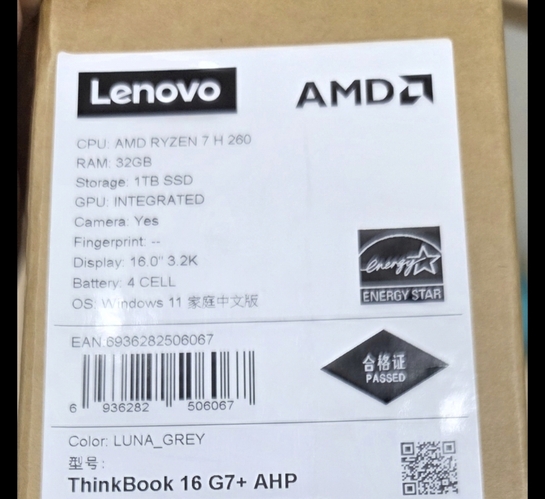 Lenovo AMD
CPU: AMD RYZEN 7 H 260
RAM: 32GB
Storage: 1TB SSD
GPU: INTEGRATED
Camera: Yes
Fingerprint: --
Display: 16.0" 3.2K
Battery: 4 CELL
OS: Windows 11 家庭中文版
energy
ENERGY STAR
EAN:6936282506067
6 936282 506067
合格证
PASSED
Color: LUNA_GREY
型号:
ThinkBook 16 G7+ AHP